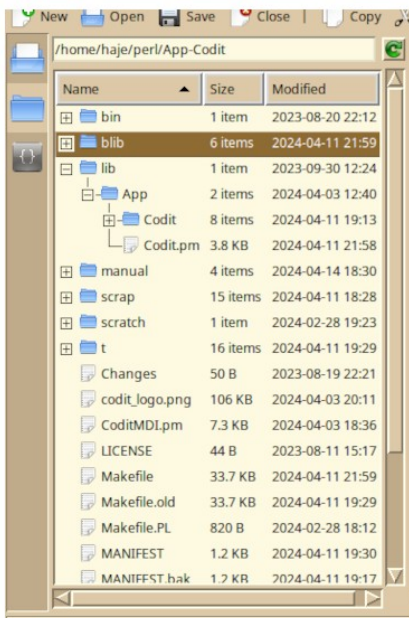 New Open Save Close Copy
/home/haje/perl/App-Codit
Name Size Modified
bin 1 item 2023-08-20 22:12
blib 6 items 2024-04-11 21:59
lib 1 item 2023-09-30 12:24
App 2 items 2024-04-03 12:40
Codit 8 items 2024-04-11 19:13
Codit.pm 3.8 KB 2024-04-11 21:58
manual 4 items 2024-04-14 18:30
scrap 15 items 2024-04-11 18:28
scratch 1 item 2024-02-28 19:23
t 16 items 2024-04-11 19:29
Changes 50 B 2023-08-19 22:21
codit_logo.png 106 KB 2024-04-03 20:11
CoditMDI.pm 7.3 KB 2024-04-03 18:36
LICENSE 44 B 2023-08-11 15:17
Makefile 33.7 KB 2024-04-11 21:59
Makefile.old 33.7 KB 2024-04-11 19:29
Makefile.PL 820 B 2024-02-28 18:12
MANIFEST 1.2 KB 2024-04-11 19:30
MANIFEST.bak 1.2 KB 2024-04-11 19:17